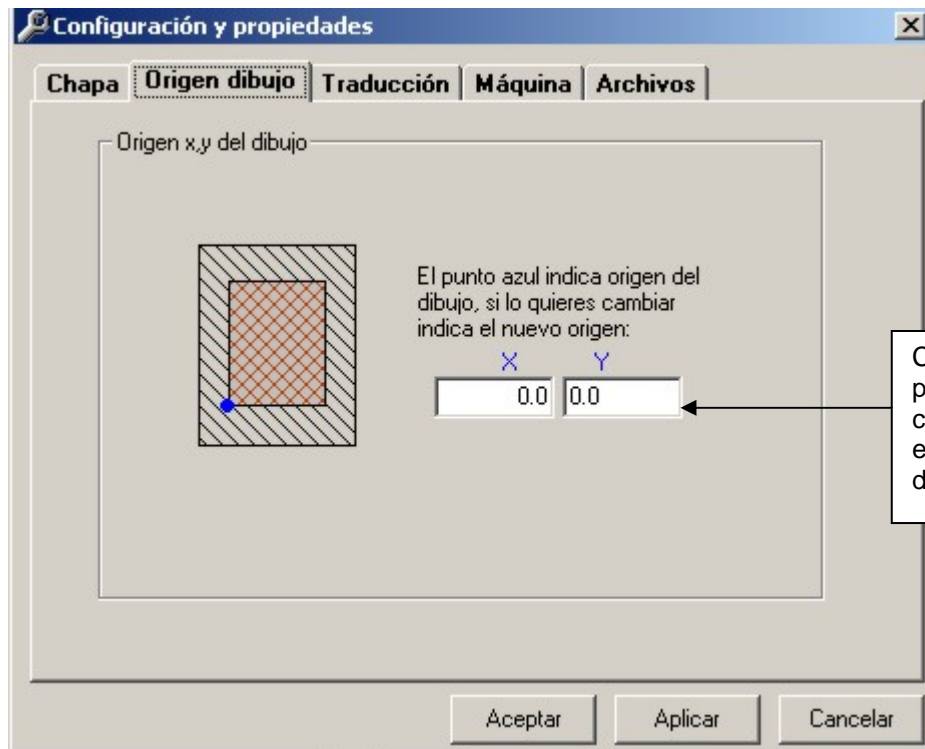 Configuración y propiedades
Chapa Origen dibujo Traducción Máquina Archivos
Origen x,y del dibujo
El punto azul indica origen del
dibujo, si lo quieres cambiar
indica el nuevo origen:
X Y
0.0 0.0
Aceptar Aplicar Cancelar